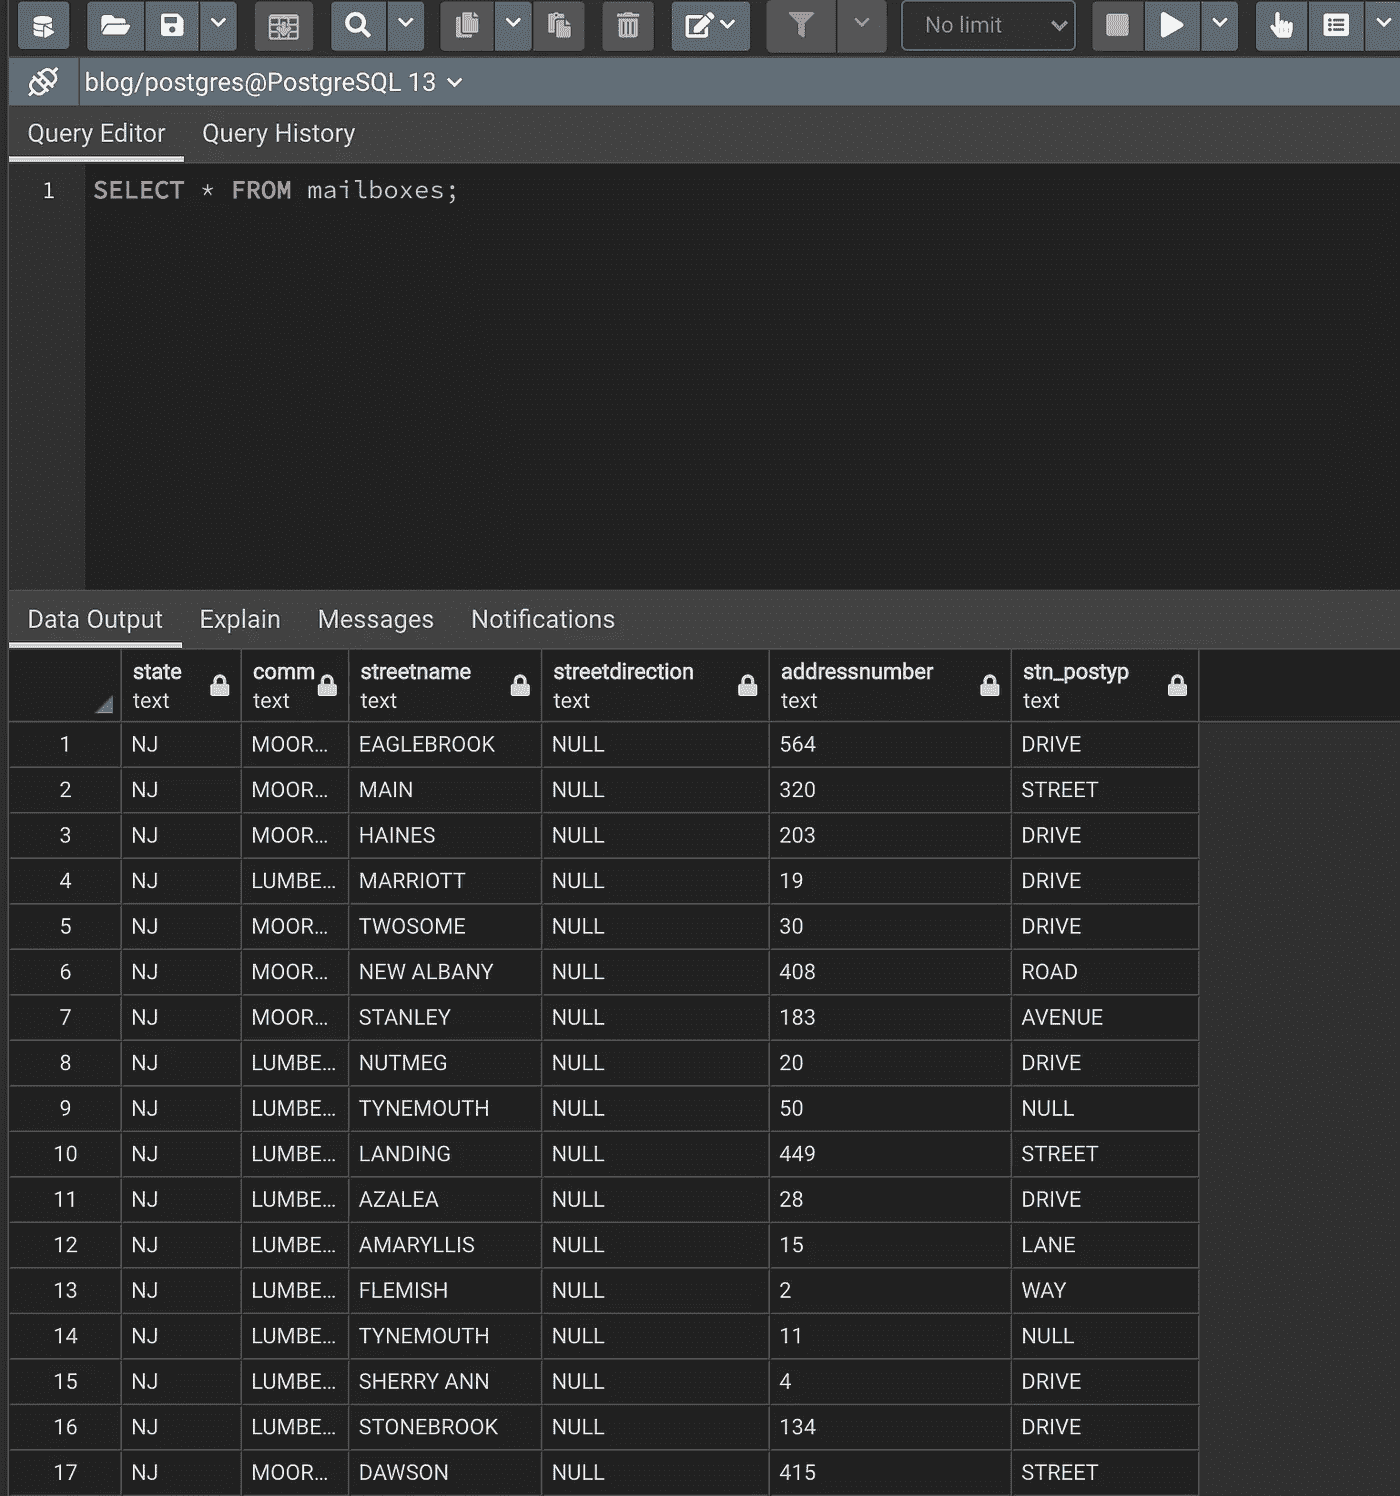 No limit
blog/postgres@PostgreSQL 13
Query Editor Query History
1 SELECT * FROM mailboxes;
Data Output Explain Messages Notifications
state comm streetname streetdirection addressnumber stn_postyp
text text text text text text
1 NJ MOOR... EAGLEBROOK NULL 564 DRIVE
2 NJ MOOR... MAIN NULL 320 STREET
3 NJ MOOR... HAINES NULL 203 DRIVE
4 NJ LUMBE... MARRIOTT NULL 19 DRIVE
5 NJ MOOR... TWOSOME NULL 30 DRIVE
6 NJ MOOR... NEW ALBANY NULL 408 ROAD
7 NJ MOOR... STANLEY NULL 183 AVENUE
8 NJ LUMBE... NUTMEG NULL 20 DRIVE
9 NJ LUMBE... TYNEMOUTH NULL 50 NULL
10 NJ LUMBE... LANDING NULL 449 STREET
11 NJ LUMBE... AZALEA NULL 28 DRIVE
12 NJ LUMBE... AMARYLLIS NULL 15 LANE
13 NJ LUMBE... FLEMISH NULL 2 WAY
14 NJ LUMBE... TYNEMOUTH NULL 11 NULL
15 NJ LUMBE... SHERRY ANN NULL 4 DRIVE
16 NJ LUMBE... STONEBROOK NULL 134 DRIVE
17 NJ MOOR... DAWSON NULL 415 STREET